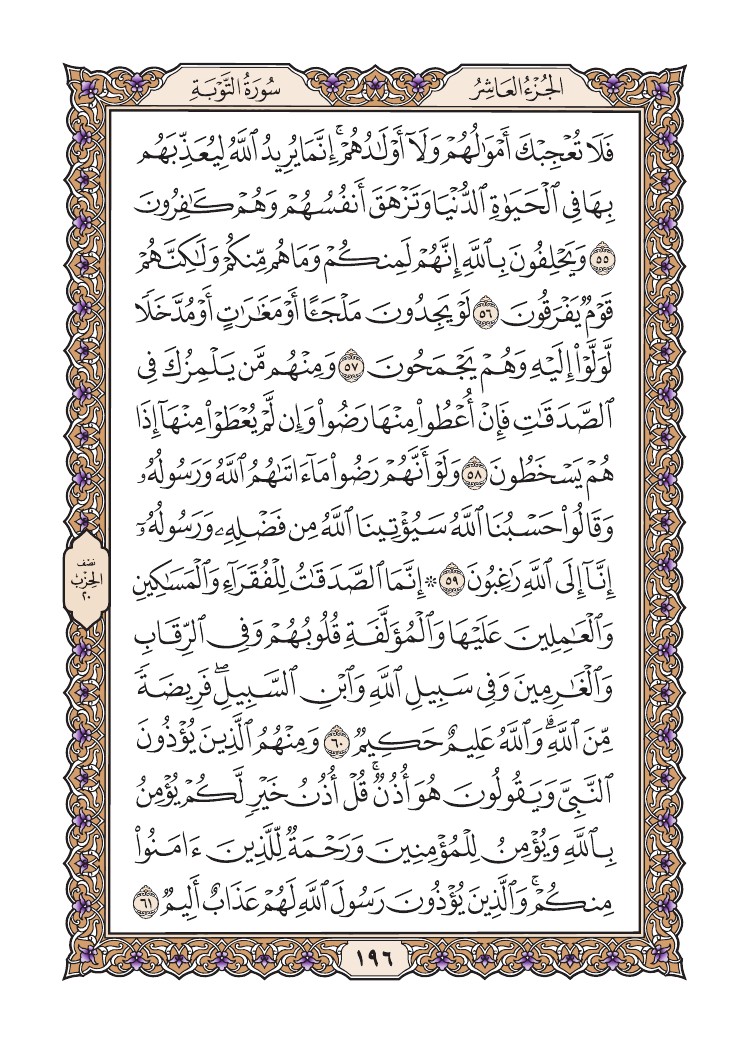 الجُزْءُ العَاشِرُ
سُورَةُ التَّوۡبَةِ
فَلَا تُعۡجِبۡكَ أَمۡوَٰلُهُمۡ وَلَآ أَوۡلَٰدُهُمۡۚ إِنَّمَا يُرِيدُ ٱللَّهُ لِيُعَذِّبَهُم
بِهَا فِي ٱلۡحَيَوٰةِ ٱلدُّنۡيَا وَتَزۡهَقَ أَنفُسُهُمۡ وَهُمۡ كَٰفِرُونَ
٥٥ وَيَحۡلِفُونَ بِٱللَّهِ إِنَّهُمۡ لَمِنكُمۡ وَمَا هُم مِّنكُمۡ وَلَٰكِنَّهُمۡ
قَوۡمٞ يَفۡرَقُونَ ٥٦ لَوۡ يَجِدُونَ مَلۡجَـًٔا أَوۡ مَغَٰرَٰتٍ أَوۡ مُدَّخَلٗا
لَّوَلَّوۡاْ إِلَيۡهِ وَهُمۡ يَجۡمَحُونَ ٥٧ وَمِنۡهُم مَّن يَلۡمِزُكَ فِي
ٱلصَّدَقَٰتِ فَإِنۡ أُعۡطُواْ مِنۡهَا رَضُواْ وَإِن لَّمۡ يُعۡطَوۡاْ مِنۡهَآ إِذَا
هُمۡ يَسۡخَطُونَ ٥٨ وَلَوۡ أَنَّهُمۡ رَضُواْ مَآ ءَاتَىٰهُمُ ٱللَّهُ وَرَسُولُهُۥ
وَقَالُواْ حَسۡبُنَا ٱللَّهُ سَيُؤۡتِينَا ٱللَّهُ مِن فَضۡلِهِۦ وَرَسُولُهُۥٓ
إِنَّآ إِلَى ٱللَّهِ رَٰغِبُونَ ٥٩ ۞ إِنَّمَا ٱلصَّدَقَٰتُ لِلۡفُقَرَآءِ وَٱلۡمَسَٰكِينِ
نصف
الحِزْب
٢٠
وَٱلۡعَٰمِلِينَ عَلَيۡهَا وَٱلۡمُؤَلَّفَةِ قُلُوبُهُمۡ وَفِي ٱلرِّقَابِ
وَٱلۡغَٰرِمِينَ وَفِي سَبِيلِ ٱللَّهِ وَٱبۡنِ ٱلسَّبِيلِۖ فَرِيضَةٗ
مِّنَ ٱللَّهِۗ وَٱللَّهُ عَلِيمٌ حَكِيمٞ ٦٠ وَمِنۡهُمُ ٱلَّذِينَ يُؤۡذُونَ
ٱلنَّبِيَّ وَيَقُولُونَ هُوَ أُذُنٞۚ قُلۡ أُذُنُ خَيۡرٖ لَّكُمۡ يُؤۡمِنُ
بِٱللَّهِ وَيُؤۡمِنُ لِلۡمُؤۡمِنِينَ وَرَحۡمَةٞ لِّلَّذِينَ ءَامَنُواْ
مِنكُمۡۚ وَٱلَّذِينَ يُؤۡذُونَ رَسُولَ ٱللَّهِ لَهُمۡ عَذَابٌ أَلِيمٞ ٦١
١٩٦